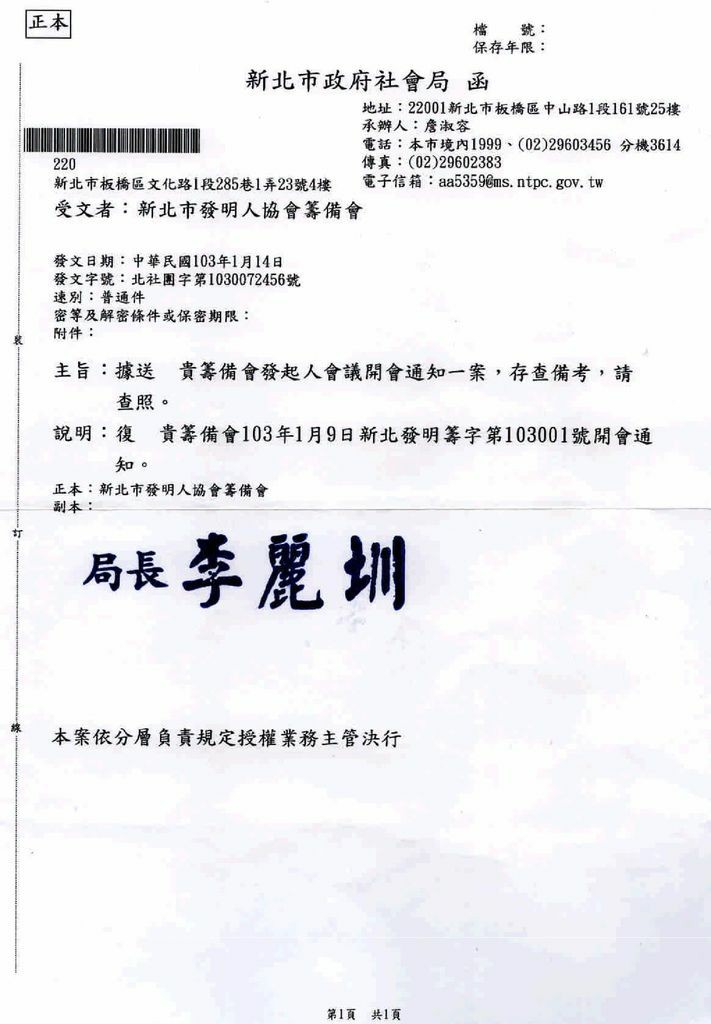 正本
檔　　號：
保存年限：
新北市政府社會局 函
地址：22001新北市板橋區中山路1段161號25樓
承辦人：詹淑容
電話：本市境內1999、(02)29603456 分機3614
傳真：(02)29602383
電子信箱：aa5359@ms.ntpc.gov.tw
220
新北市板橋區文化路1段285巷1弄23號4樓
受文者：新北市發明人協會籌備會
發文日期：中華民國103年1月14日
發文字號：北社團字第1030072456號
速別：普通件
密等及解密條件或保密期限：
附件：
主旨：據送　貴籌備會發起人會議開會通知一案，存查備考，請
查照。
說明：復　貴籌備會103年1月9日新北發明籌字第103001號開會通
知。
正本：新北市發明人協會籌備會
副本：
局長 李麗圳
本案依分層負責規定授權業務主管決行
裝
訂
線
第1頁　共1頁